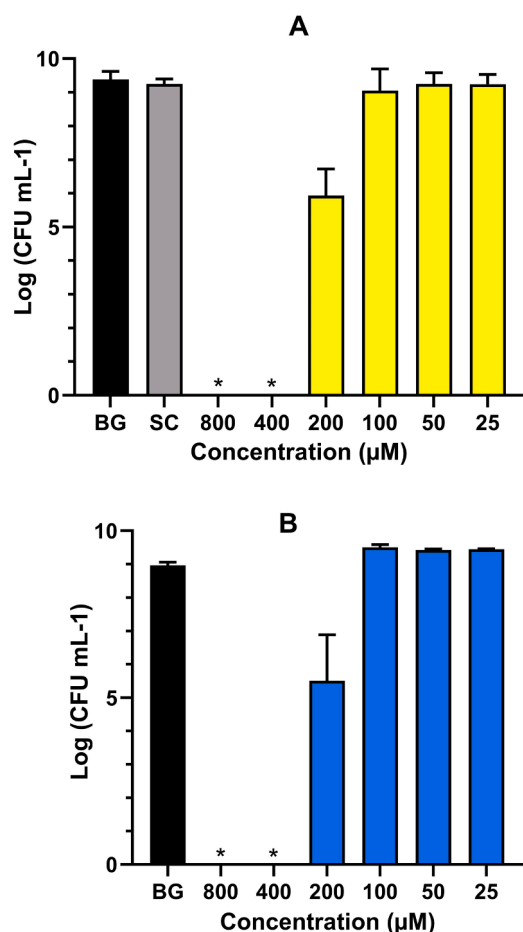 A
10
5
0
Log (CFU mL-1)
* *
BG SC 800 400 200 100 50 25
Concentration (µM)
B
10
5
0
Log (CFU mL-1)
* *
BG 800 400 200 100 50 25
Concentration (µM)